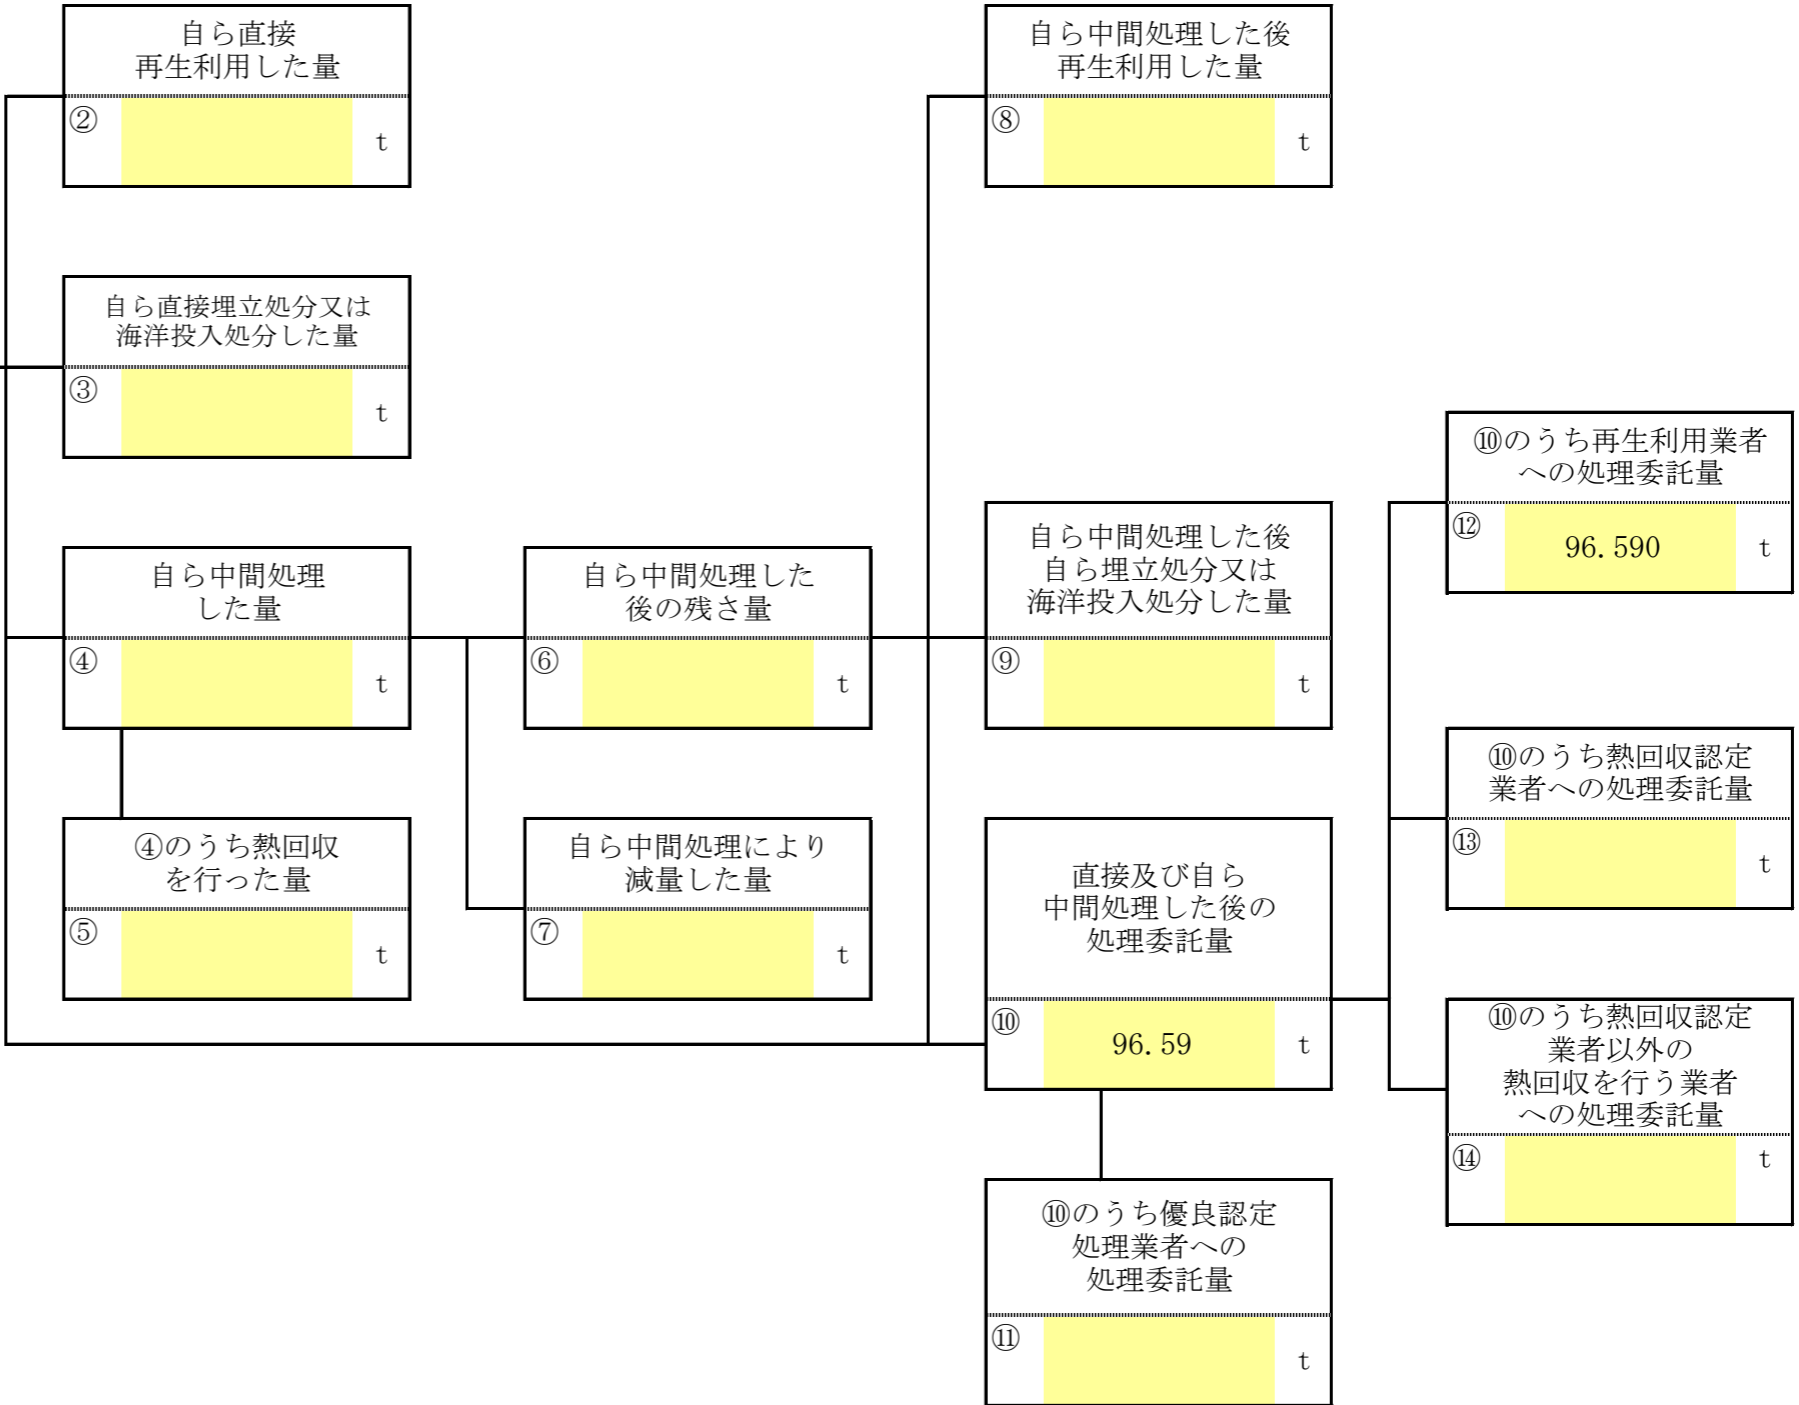 自ら直接
再生利用した量
②
t
自ら中間処理した後
再生利用した量
⑧
t
自ら直接埋立処分又は
海洋投入処分した量
③
t
⑩のうち再生利用業者
への処理委託量
⑫ 96.590 t
自ら中間処理
した量
④
t
自ら中間処理した
後の残さ量
⑥
t
自ら中間処理した後
自ら埋立処分又は
海洋投入処分した量
⑨
t
⑩のうち熱回収認定
業者への処理委託量
⑬
t
④のうち熱回収
を行った量
⑤
t
自ら中間処理により
減量した量
⑦
t
直接及び自ら
中間処理した後の
処理委託量
⑩ 96.59 t
⑩のうち熱回収認定
業者以外の
熱回収を行う業者
への処理委託量
⑭ t
⑩のうち優良認定
処理業者への
処理委託量
⑪
t